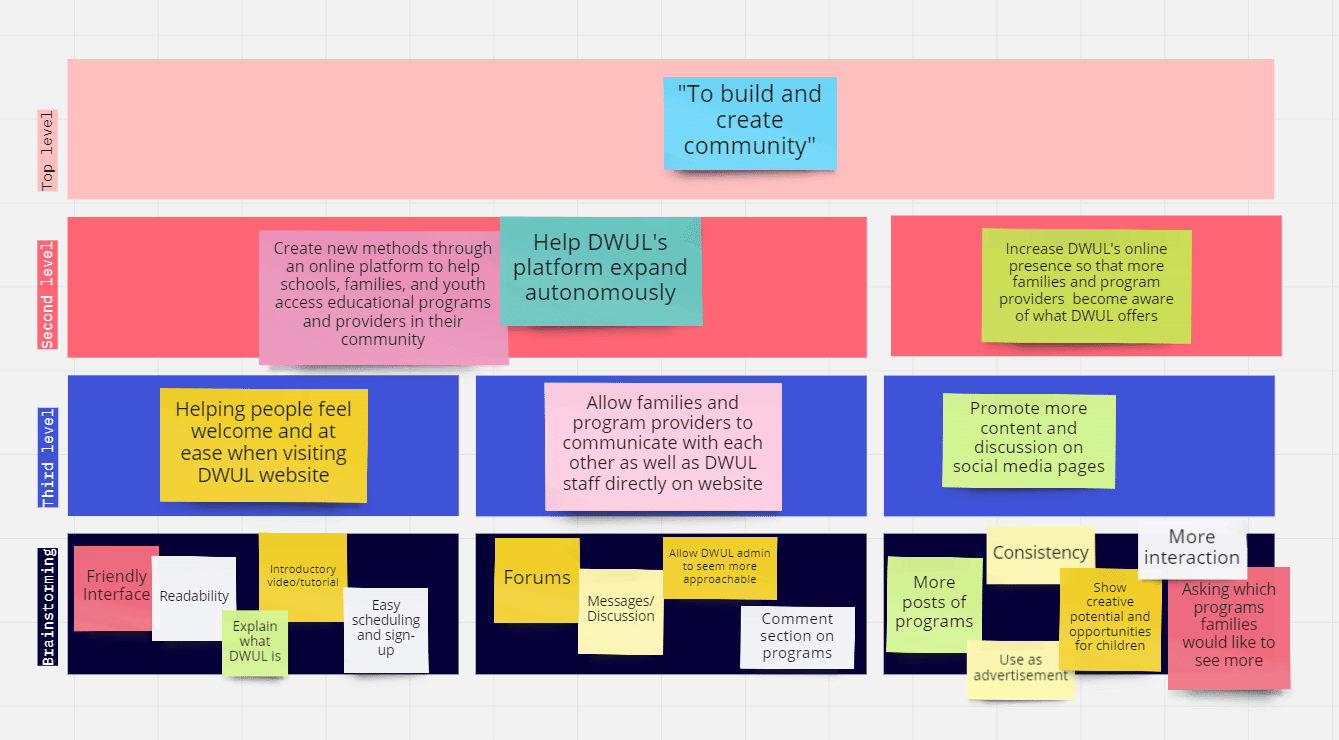 Top level
"To build and
create
community"
Second level
Create new methods through
an online platform to help
schools, families, and youth
access educational programs
and providers in their
community
Help DWUL's
platform expand
autonomously
Increase DWUL's online
presence so that more
families and program
providers become aware
of what DWUL offers
Third level
Helping people feel
welcome and at
ease when visiting
DWUL website
Allow families and
program providers to
communicate with each
other as well as DWUL
staff directly on website
Promote more
content and
discussion on
social media pages
Brainstorming
Friendly
Interface
Readability
Introductory
video/tutorial
Explain
what
DWUL is
Easy
scheduling
and sign-
up
Forums
Messages/
Discussion
Allow DWUL admin
to seem more
approachable
Comment
section on
programs
More
posts of
programs
Consistency
Use as
advertisement
Show
creative
potential and
opportunities
for children
More
interaction
Asking which
programs
families
would like to
see more